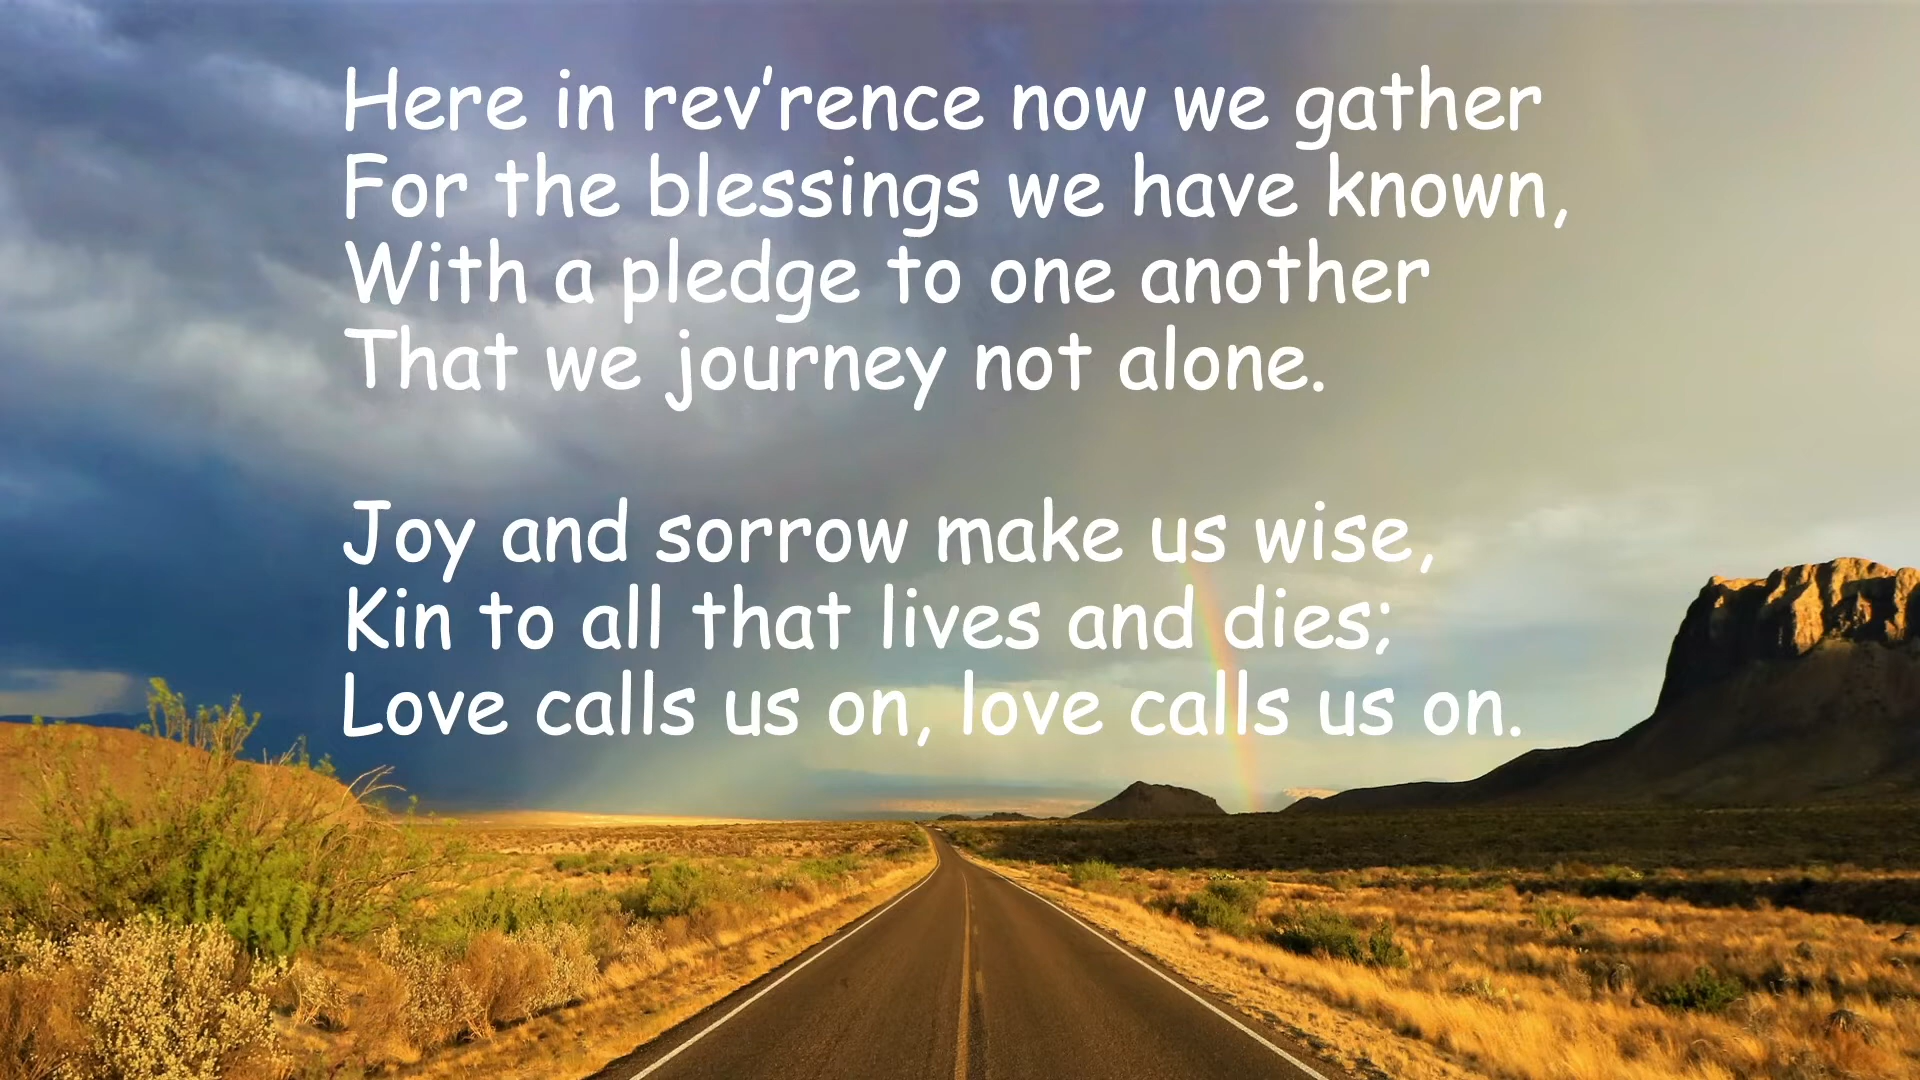 Here in rev’rence now we gather
For the blessings we have known,
With a pledge to one another
That we journey not alone.
Joy and sorrow make us wise,
Kin to all that lives and dies;
Love calls us on, love calls us on.